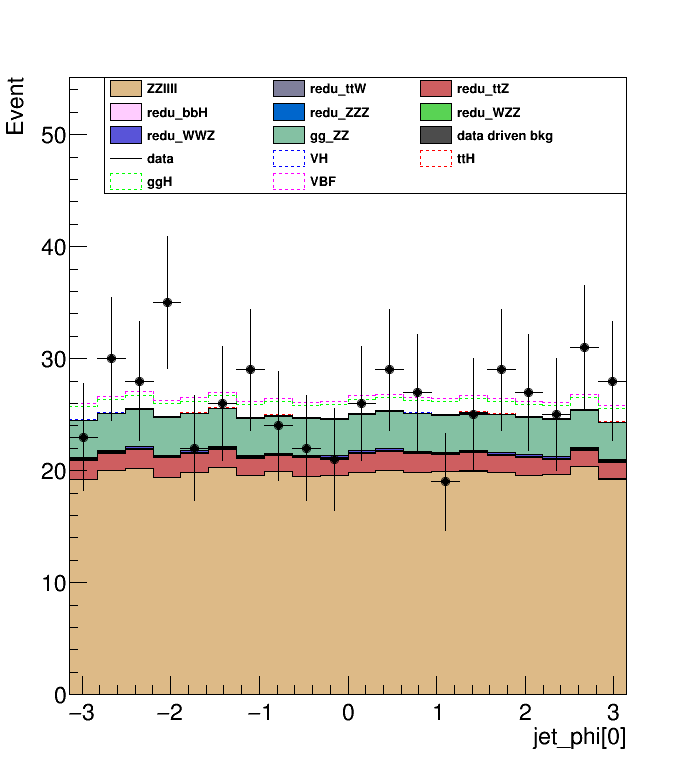 Event
ZZllll redu_ttW redu_ttZ
redu_bbH redu_ZZZ redu_WZZ
redu_WWZ gg_ZZ data driven bkg
data VH ttH
ggH VBF
50
40
30
20
10
0
−3 −2 −1 0 1 2 3
jet_phi[0]